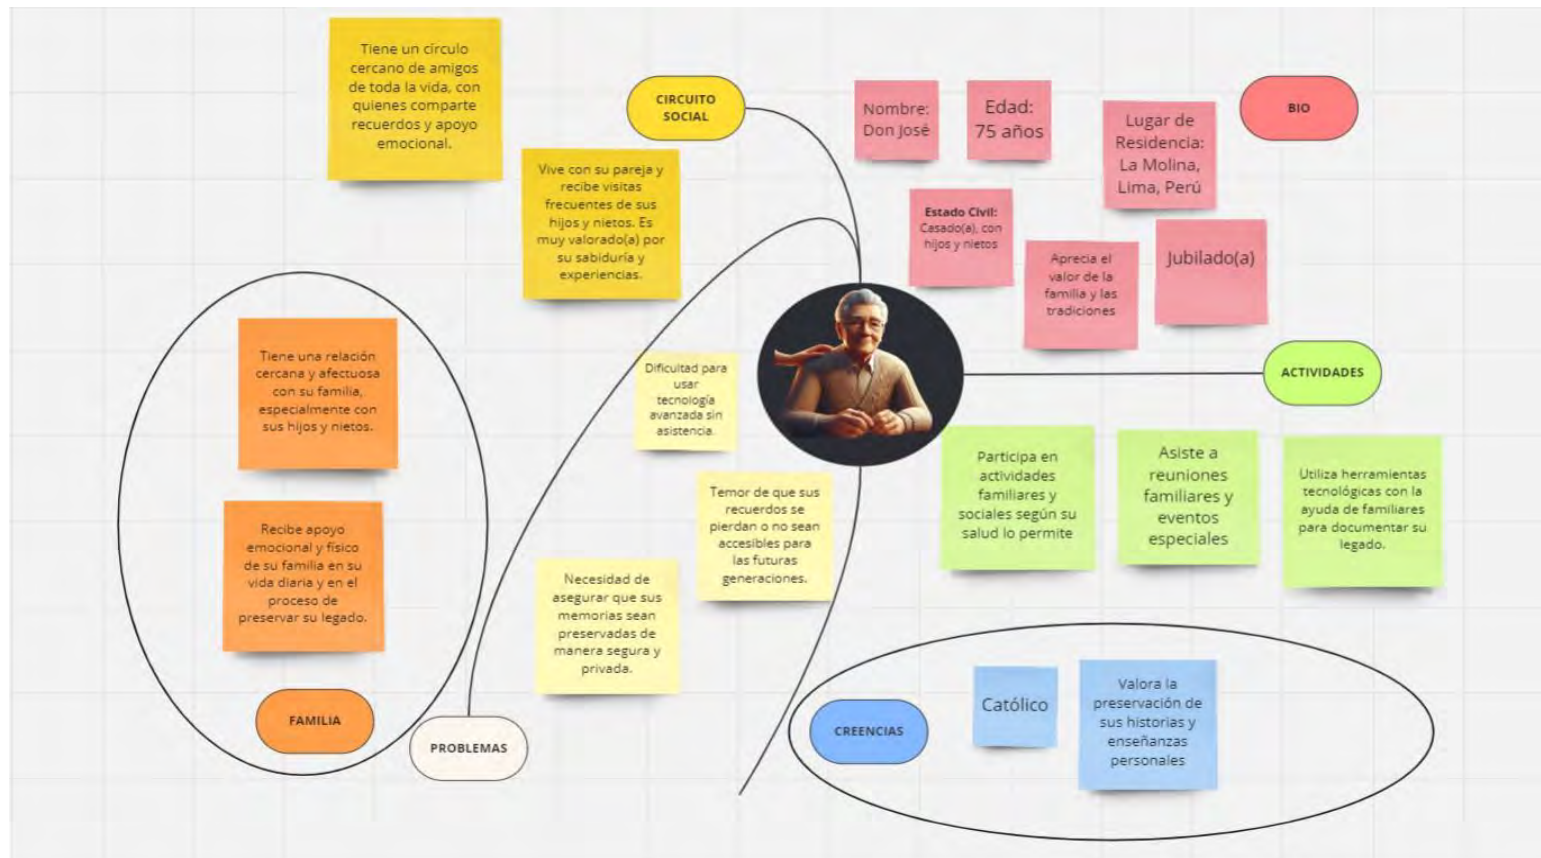 Tiene un círculo
cercano de amigos
de toda la vida, con
quienes comparte
recuerdos y apoyo
emocional.
CIRCUITO
SOCIAL
Vive con su pareja y
recibe visitas
frecuentes de sus
hijos y nietos. Es
muy valorado(a) por
su sabiduría y
experiencias.
Nombre:
Don José
Edad:
75 años
Lugar de
Residencia:
La Molina,
Lima, Perú
BIO
Estado Civil:
Casado(a), con
hijos y nietos
Aprecia el
valor de la
familia y las
tradiciones
Jubilado(a)
Tiene una relación
cercana y afectuosa
con su familia,
especialmente con
sus hijos y nietos.
Recibe apoyo
emocional y físico
de su familia en su
vida diaria y en el
proceso de
preservar su legado.
FAMILIA
Dificultad para
usar
tecnología
avanzada sin
asistencia.
Temor de que sus
recuerdos se
pierdan o no sean
accesibles para
las futuras
generaciones.
Necesidad de
asegurar que sus
memorias sean
preservadas de
manera segura y
privada.
PROBLEMAS
ACTIVIDADES
Participa en
actividades
familiares y
sociales según su
salud lo permite
Asiste a
reuniones
familiares y
eventos
especiales
Utiliza herramientas
tecnológicas con la
ayuda de familiares
para documentar su
legado.
CREENCIAS
Católico
Valora la
preservación de
sus historias y
enseñanzas
personales